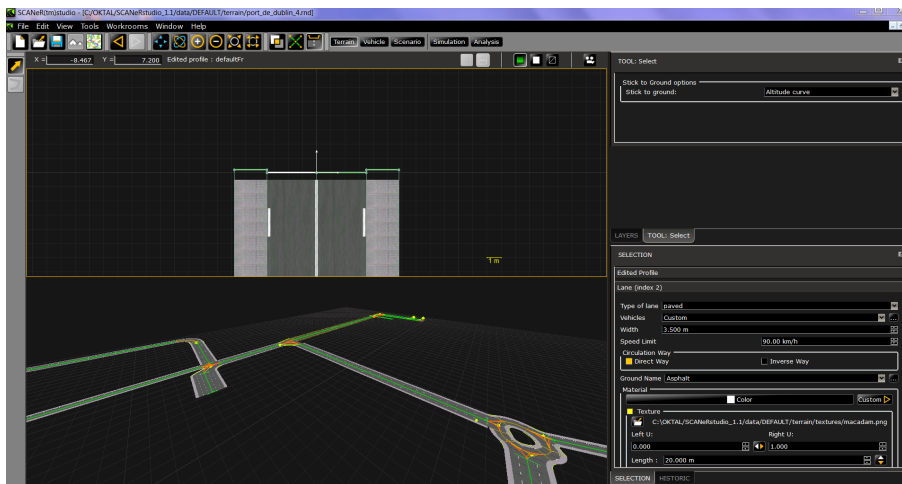 SCANeR(tm)studio - [C:/OKTAL/SCANeRstudio_1.1/data/DEFAULT/terrain/port_de_dublin_4.rnd]
File Edit View Tools Workrooms Window Help
Terrain Vehicle Scenario Simulation Analysis
X = -8.467 Y = 7.200 Edited profile : defaultFr
TOOL: Select
Stick to Ground options
Stick to ground: Altitude curve
1 m
LAYERS TOOL: Select
SELECTION
Edited Profile
Lane (index 2)
Type of lane paved
Vehicles Custom
Width 3.500 m
Speed Limit 90.00 km/h
Circulation Way
Direct Way Inverse Way
Ground Name Asphalt
Material
Color Custom
Texture
C:\OKTAL/SCANeRstudio_1.1/data/DEFAULT/terrain/textures/macadam.png
Left U: Right U:
0.000 1.000
Length : 20.000 m
SELECTION HISTORIC